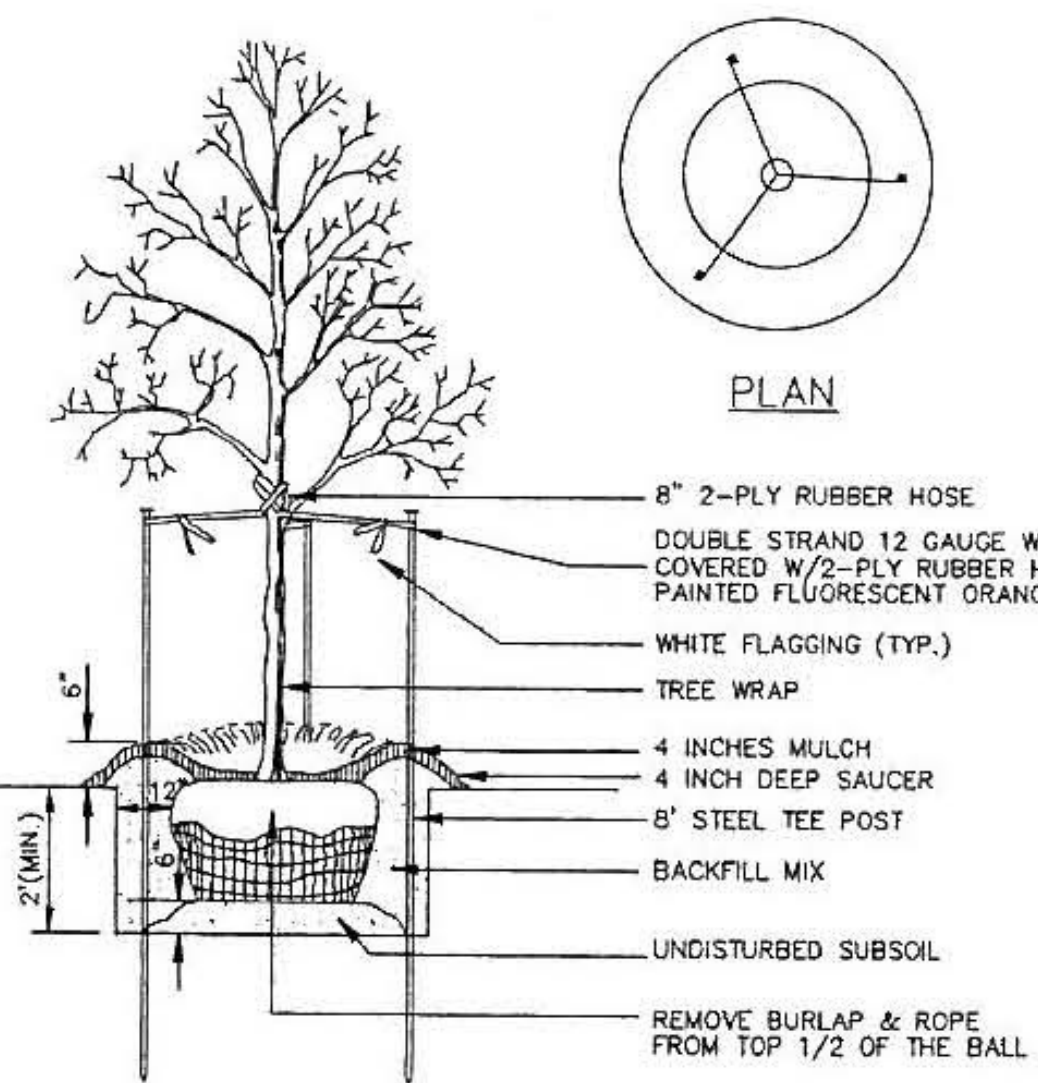 PLAN
8" 2-PLY RUBBER HOSE
DOUBLE STRAND 12 GAUGE W
COVERED W/2-PLY RUBBER H
PAINTED FLUORESCENT ORANG
WHITE FLAGGING (TYP.)
TREE WRAP
6"
4 INCHES MULCH
4 INCH DEEP SAUCER
12"
8' STEEL TEE POST
2'(MIN.)
6"
BACKFILL MIX
UNDISTURBED SUBSOIL
REMOVE BURLAP & ROPE
FROM TOP 1/2 OF THE BALL